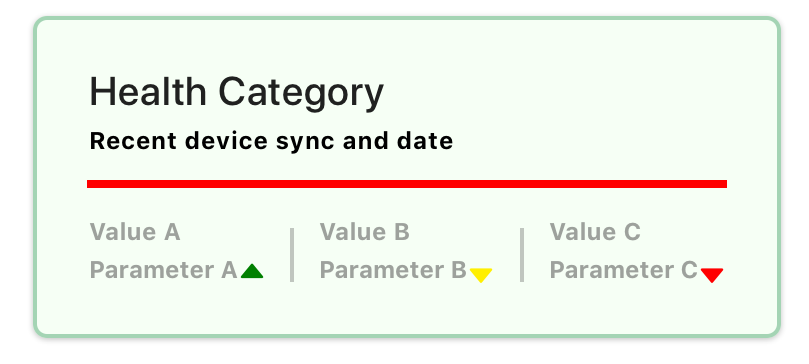 Health Category
Recent device sync and date
Value A
Parameter A
Value B
Parameter B
Value C
Parameter C